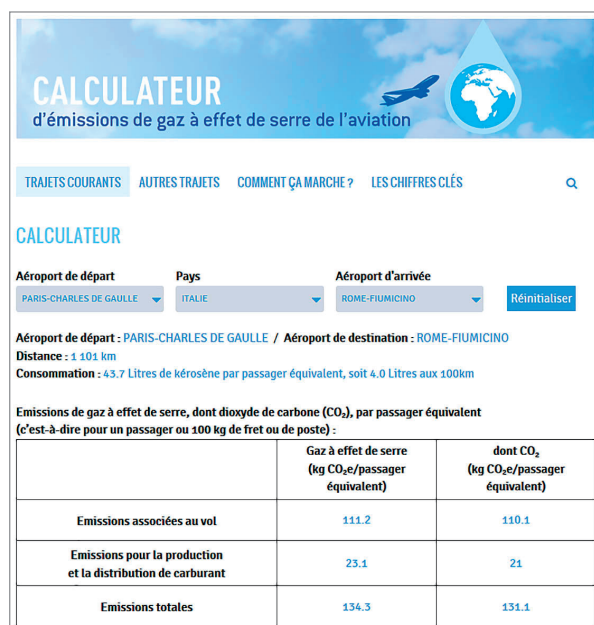 CALCULATEUR
d'émissions de gaz à effet de serre de l'aviation
TRAJETS COURANTS AUTRES TRAJETS COMMENT ÇA MARCHE ? LES CHIFFRES CLÉS
CALCULATEUR
Aéroport de départ Pays Aéroport d'arrivée
PARIS-CHARLES DE GAULLE ITALIE ROME-FIUMICINO Réinitialiser
Aéroport de départ : PARIS-CHARLES DE GAULLE / Aéroport de destination : ROME-FIUMICINO
Distance : 1 101 km
Consommation : 43.7 Litres de kérosène par passager équivalent, soit 4.0 Litres aux 100km
Emissions de gaz à effet de serre, dont dioxyde de carbone (CO₂), par passager équivalent
(c'est-à-dire pour un passager ou 100 kg de fret ou de poste) :
Gaz à effet de serre dont CO₂
(kg CO₂e/passager (kg CO₂e/passager
équivalent) équivalent)
Emissions associées au vol 111.2 110.1
Emissions pour la production
et la distribution de carburant 23.1 21
Emissions totales 134.3 131.1